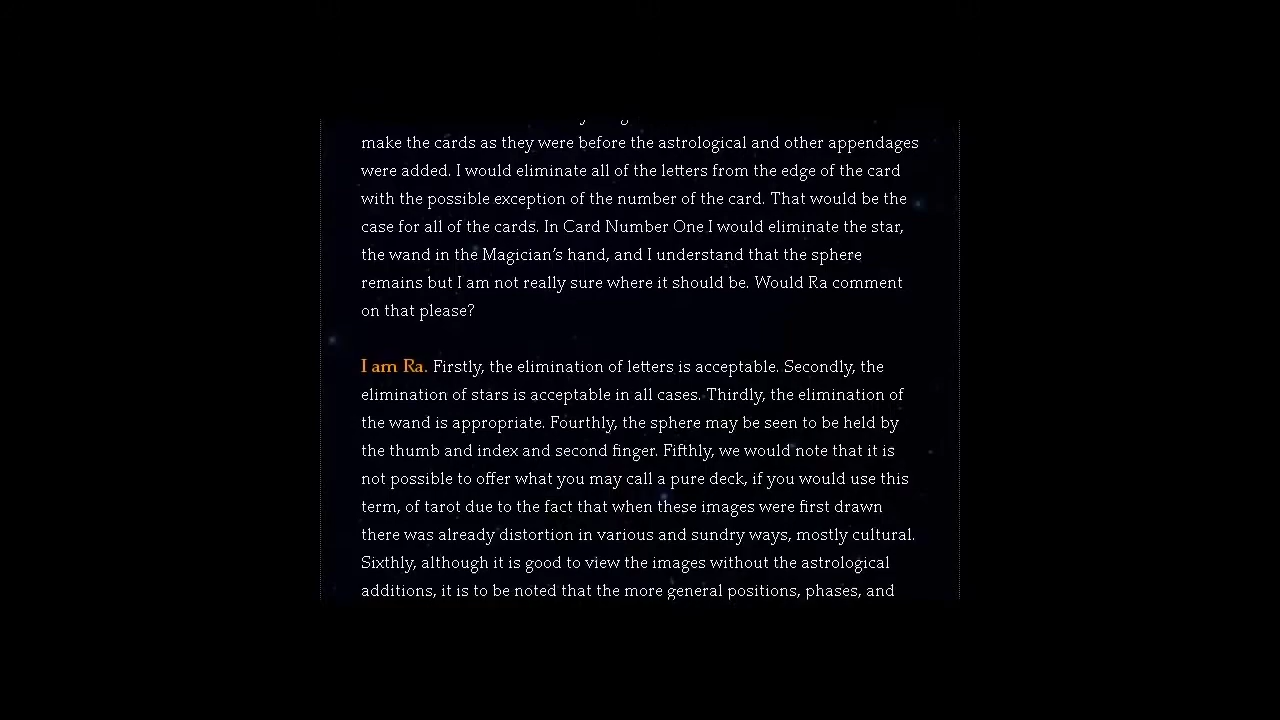 make the cards as they were before the astrological and other appendages
were added. I would eliminate all of the letters from the edge of the card
with the possible exception of the number of the card. That would be the
case for all of the cards. In Card Number One I would eliminate the star,
the wand in the Magician’s hand, and I understand that the sphere
remains but I am not really sure where it should be. Would Ra comment
on that please?
I am Ra. Firstly, the elimination of letters is acceptable. Secondly, the
elimination of stars is acceptable in all cases. Thirdly, the elimination of
the wand is appropriate. Fourthly, the sphere may be seen to be held by
the thumb and index and second finger. Fifthly, we would note that it is
not possible to offer what you may call a pure deck, if you would use this
term, of tarot due to the fact that when these images were first drawn
there was already distortion in various and sundry ways, mostly cultural.
Sixthly, although it is good to view the images without the astrological
additions, it is to be noted that the more general positions, phases, and